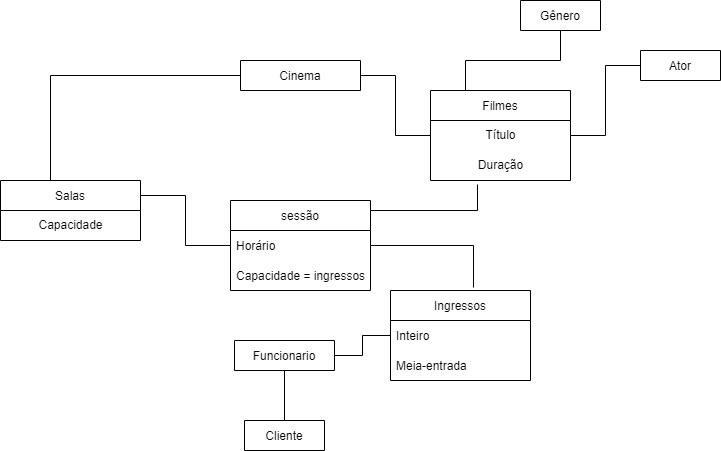 Gênero
Cinema
Ator
Filmes
Título
Duração
Salas
Capacidade
sessão
Horário
Capacidade = ingressos
Ingressos
Inteiro
Meia-entrada
Funcionario
Cliente